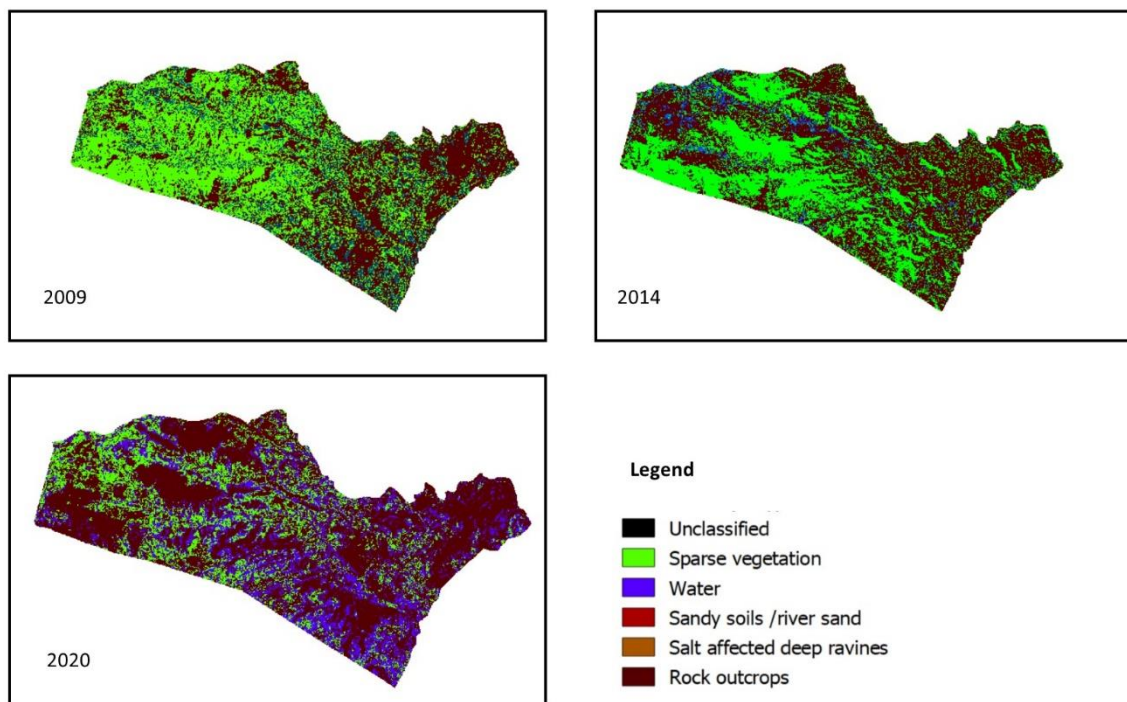 2009
2014
2020
Legend
Unclassified
Sparse vegetation
Water
Sandy soils /river sand
Salt affected deep ravines
Rock outcrops